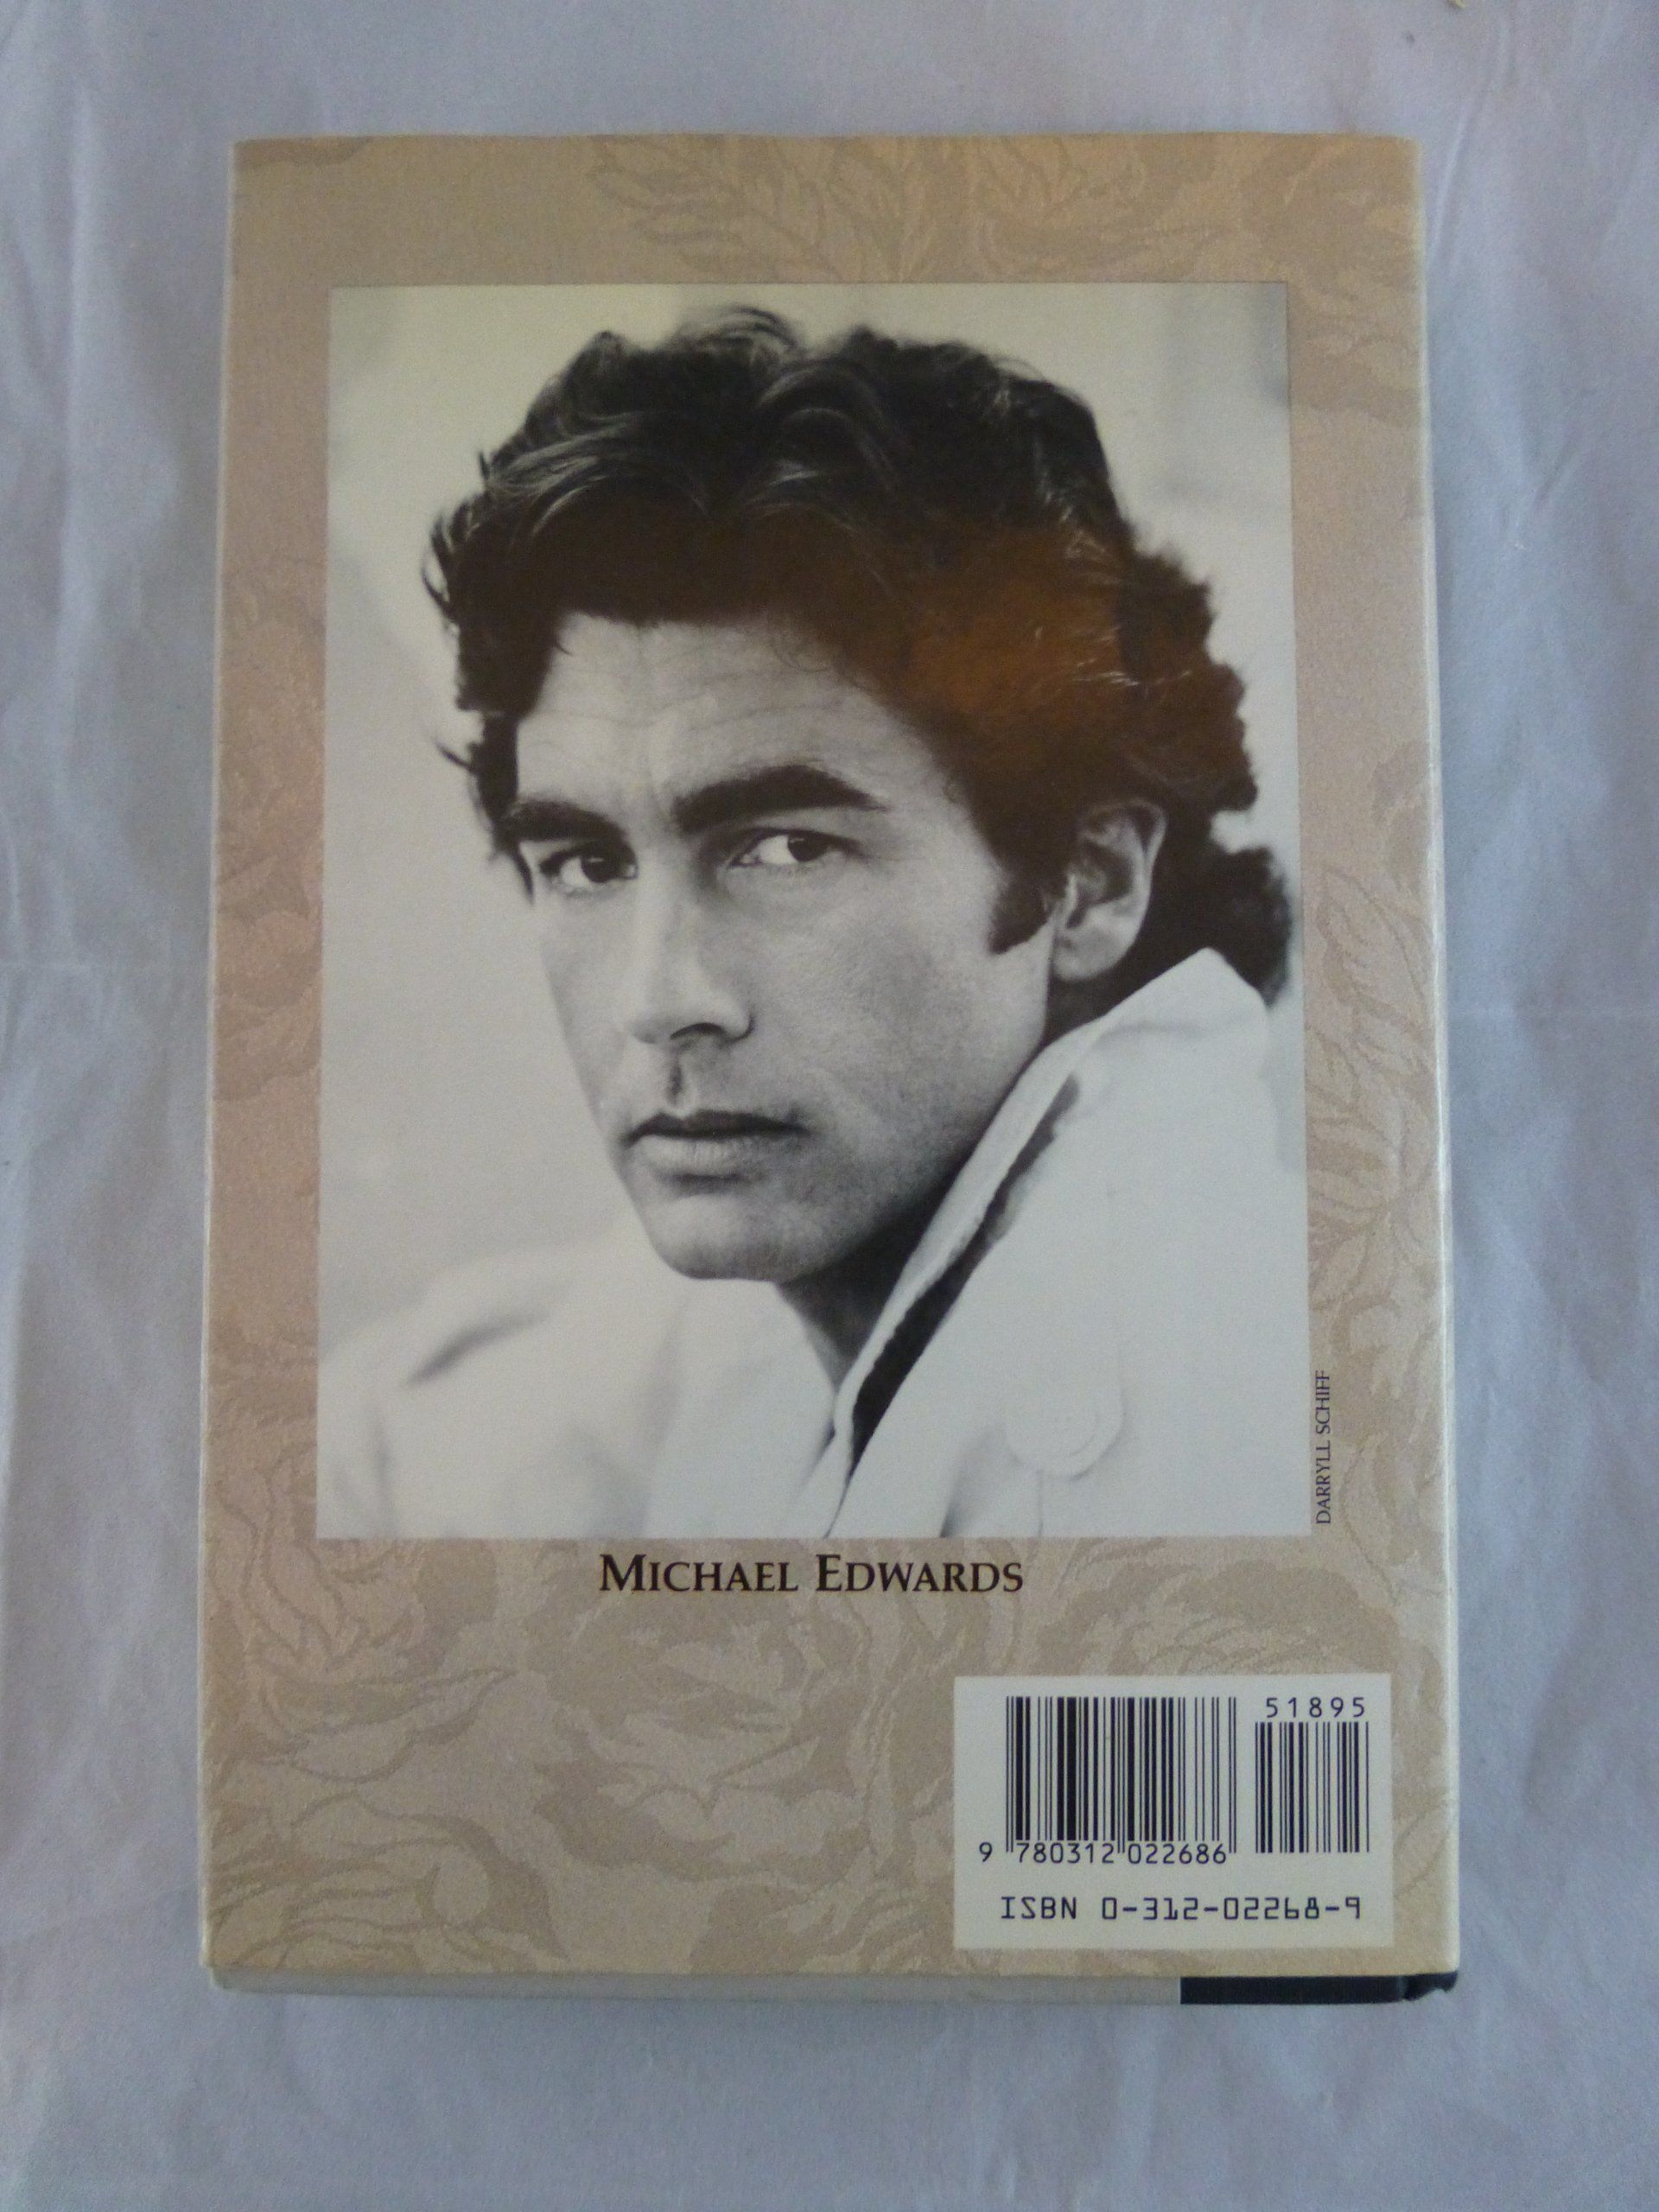 DARRYLL SCHIFF
MICHAEL EDWARDS
51895
9 780312 022686
ISBN 0-312-02268-9